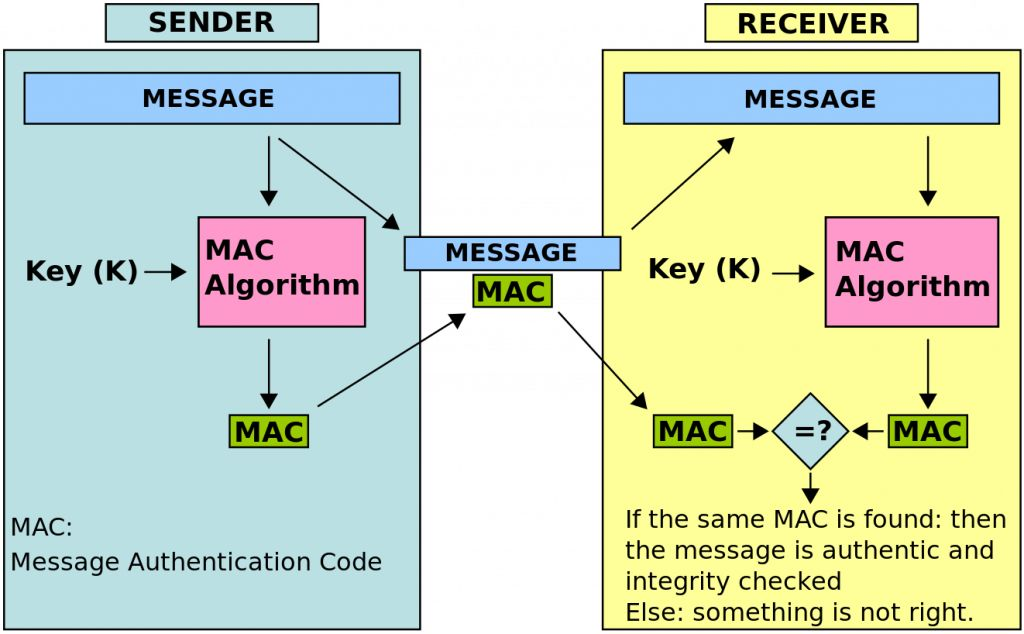 SENDER
MESSAGE
Key (K)
MAC
Algorithm
MAC
MAC:
Message Authentication Code
MESSAGE
MAC
RECEIVER
MESSAGE
Key (K)
MAC
Algorithm
MAC
=?
MAC
If the same MAC is found: then
the message is authentic and
integrity checked
Else: something is not right.